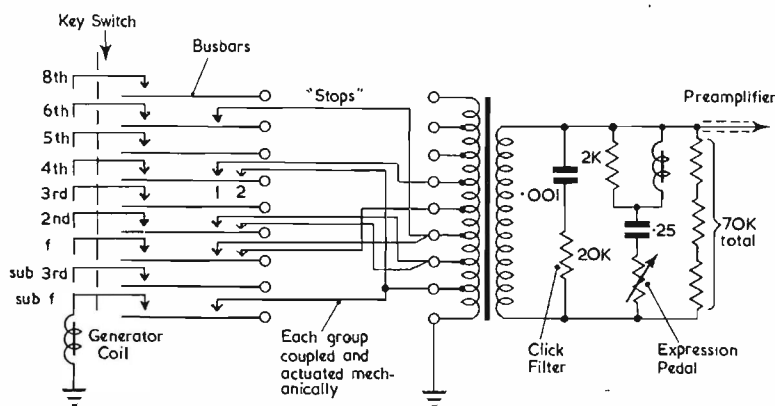 Key Switch
Busbars
8th
6th
5th
4th
3rd
2nd
f
sub 3rd
sub f
"Stops"
1 2
Generator
Coil
Each group
coupled and
actuated mech-
anically
Preamplifier
2K
.001
.25
20K
70K
total
Click
Filter
Expression
Pedal